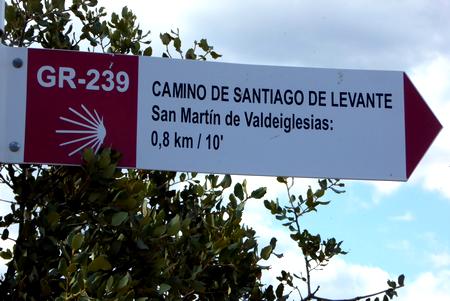 GR-239
CAMINO DE SANTIAGO DE LEVANTE
San Martín de Valdeiglesias:
0,8 km / 10'